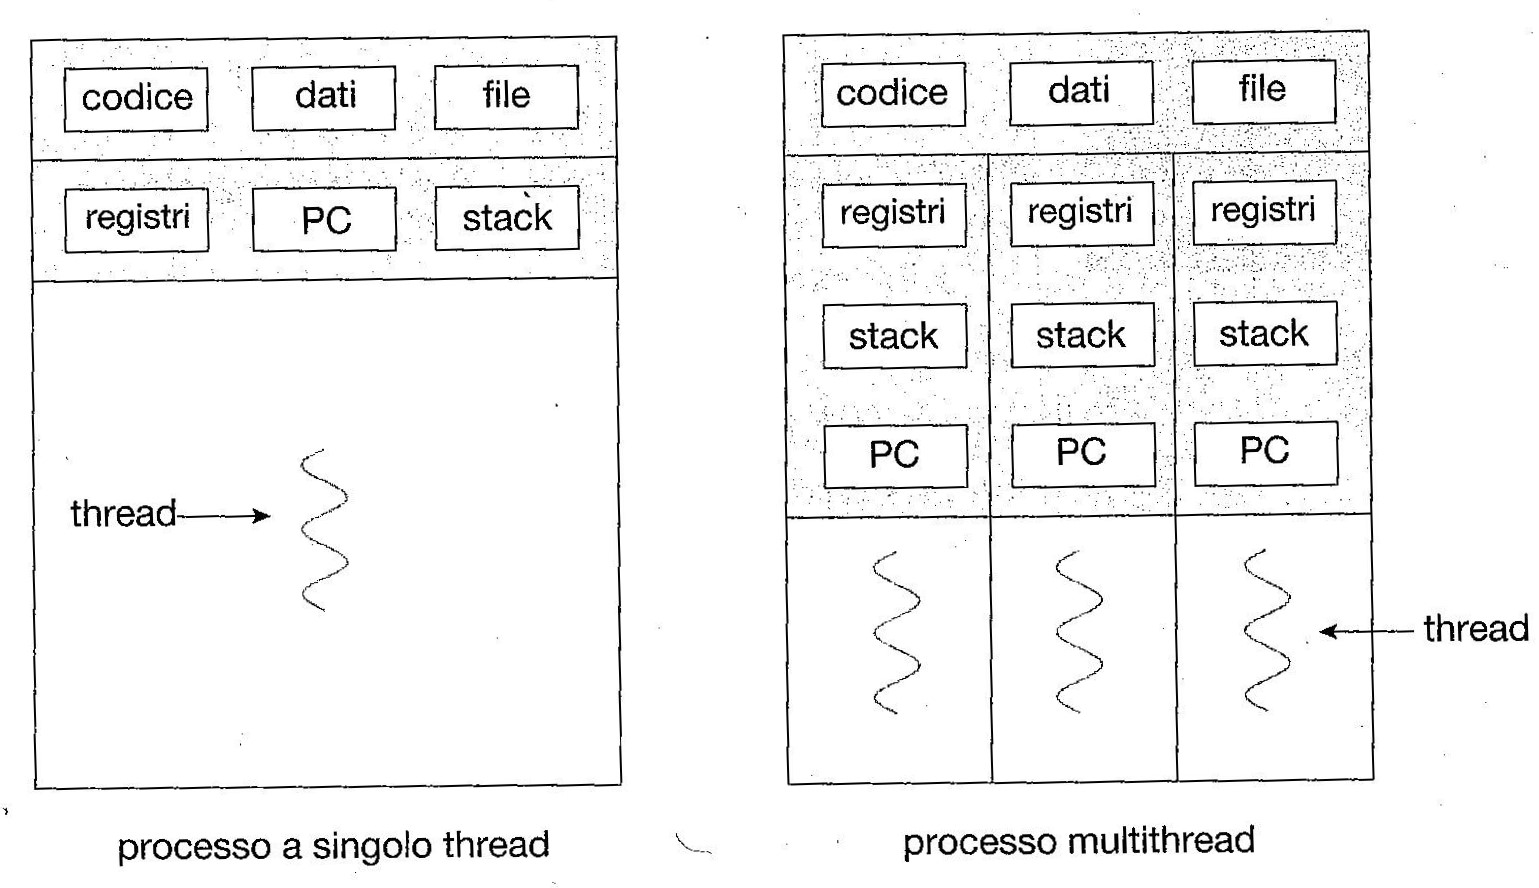 codice dati file
registri PC stack
thread
processo a singolo thread
codice dati file
registri registri registri
stack stack stack
PC PC PC
thread
processo multithread